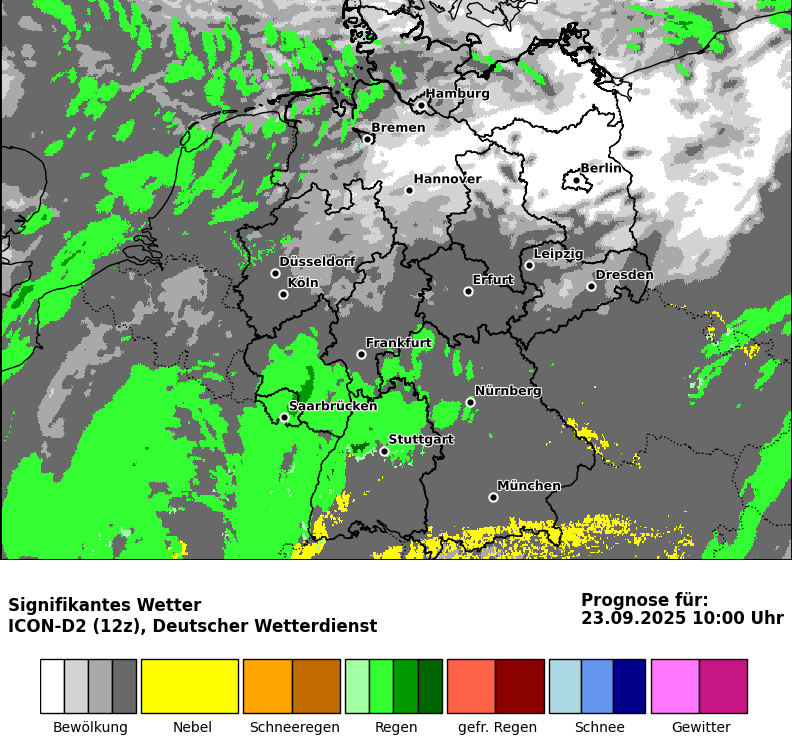 Hamburg
Bremen
Berlin
Hannover
Leipzig
Düsseldorf
Dresden
Köln
Erfurt
Frankfurt
Nürnberg
Saarbrücken
Stuttgart
München
Signifikantes Wetter
ICON-D2 (12z), Deutscher Wetterdienst
Prognose für:
23.09.2025 10:00 Uhr
Bewölkung Nebel Schneeregen Regen gefr. Regen Schnee Gewitter